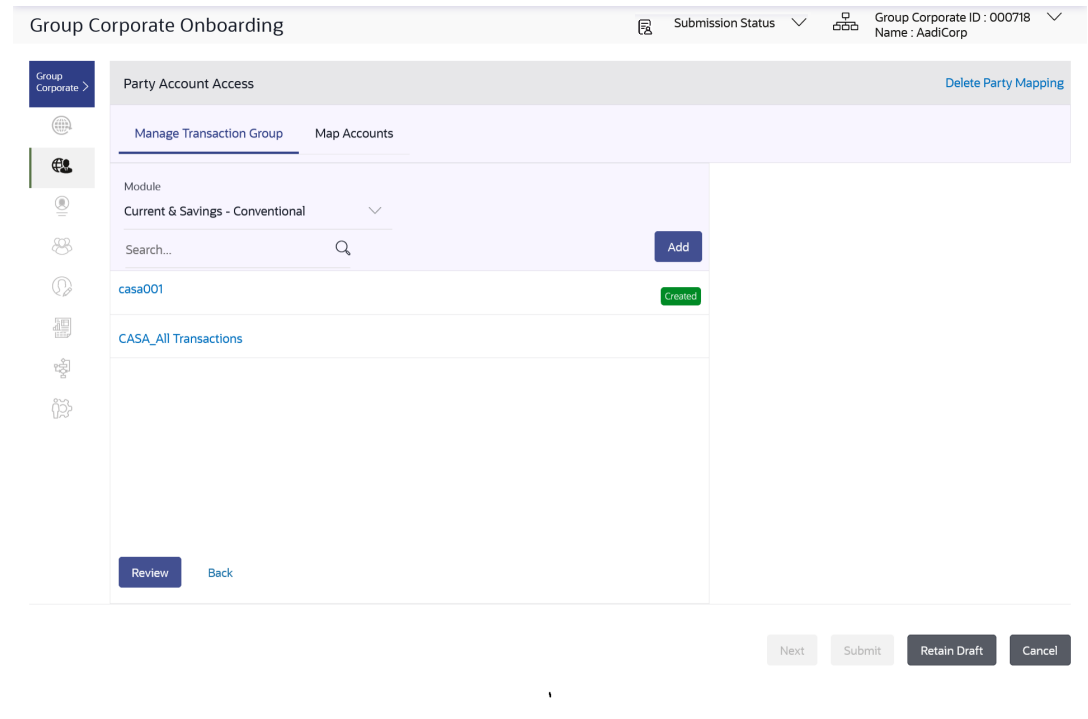 Group Corporate Onboarding
Submission Status
Group Corporate ID : 000718
Name : AadiCorp
Group
Corporate >
Party Account Access
Delete Party Mapping
Manage Transaction Group
Map Accounts
Module
Current & Savings - Conventional
Search...
Add
casa001
Created
CASA_All Transactions
Review
Back
Next
Submit
Retain Draft
Cancel